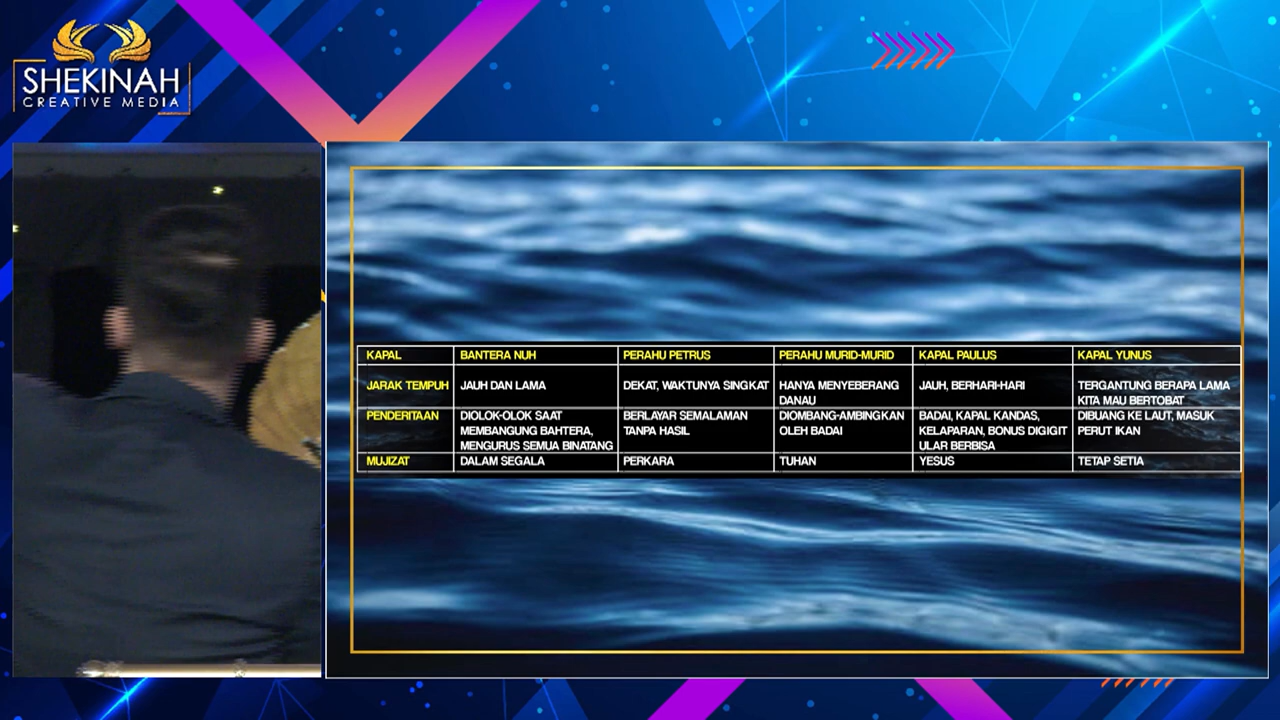 SHEKINAH
CREATIVE MEDIA
KAPAL BANTERA NUH PERAHU PETRUS PERAHU MURID-MURID KAPAL PAULUS KAPAL YUNUS
JARAK TEMPUH JAUH DAN LAMA DEKAT, WAKTUNYA SINGKAT HANYA MENYEBERANG JAUH, BERHARI-HARI TERGANTUNG BERAPA LAMA
DANAU KITA MAU BERTOBAT
PENDERITAAN DIOLOK-OLOK SAAT BERLAYAR SEMALAMAN DIOMBANG-AMBINGKAN BADAI, KAPAL KANDAS, DIBUANG KE LAUT, MASUK
MEMBANGUNG BAHTERA, TANPA HASIL OLEH BADAI KELAPARAN, BONUS DIGIGIT PERUT IKAN
MENGURUS SEMUA BINATANG ULAR BERBISA
MUJIZAT DALAM SEGALA PERKARA TUHAN YESUS TETAP SETIA